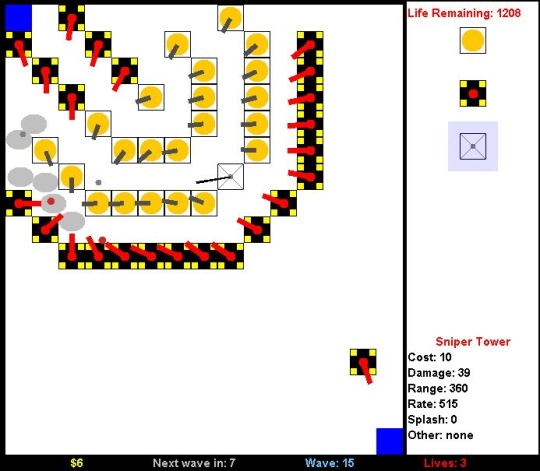 Life Remaining: 1208
Sniper Tower
Cost: 10
Damage: 39
Range: 360
Rate: 515
Splash: 0
Other: none
$6 Next wave in: 7 Wave: 15 Lives: 3